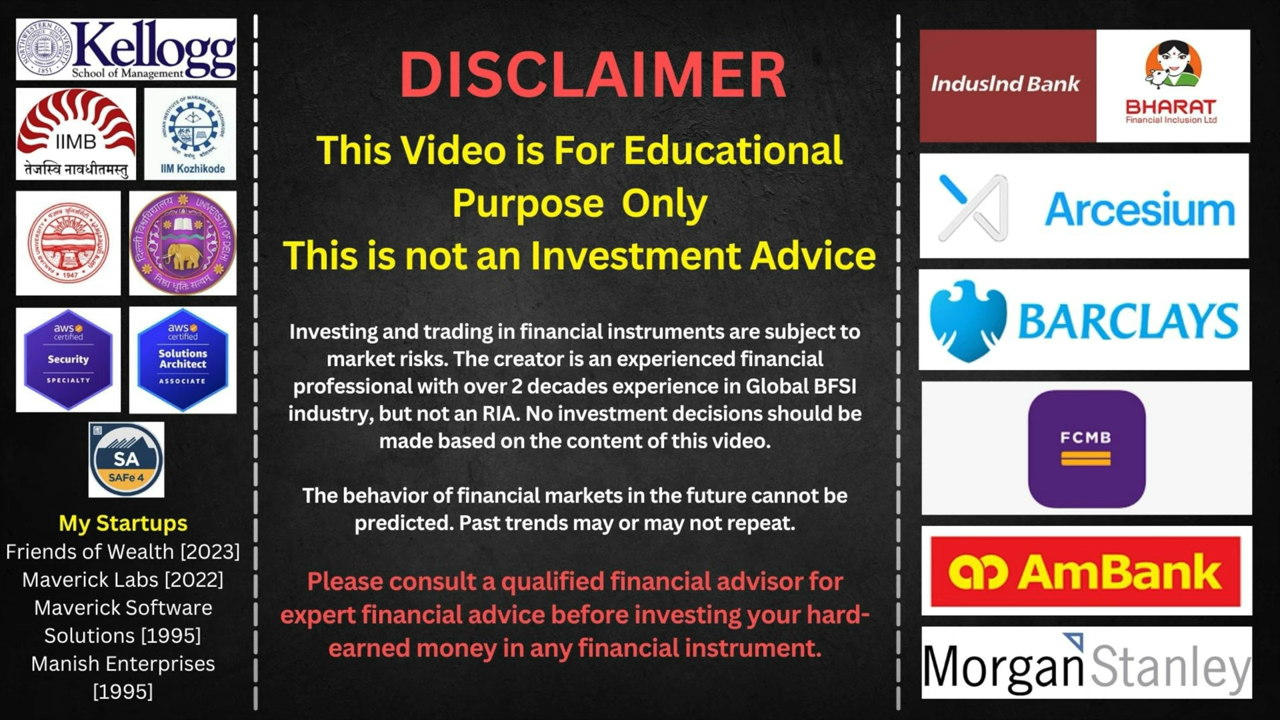 Kellogg
School of Management
IIMB
तेजस्वि नावधीतमस्तु
IIM Kozhikode
1947
UNIVERSITY OF DELHI
aws
certified
Security
SPECIALTY
aws
certified
Solutions
Architect
ASSOCIATE
SA
SAFe 4
My Startups
Friends of Wealth [2023]
Maverick Labs [2022]
Maverick Software
Solutions [1995]
Manish Enterprises
[1995]
DISCLAIMER
This Video is For Educational
Purpose Only
This is not an Investment Advice
Investing and trading in financial instruments are subject to
market risks. The creator is an experienced financial
professional with over 2 decades experience in Global BFSI
industry, but not an RIA. No investment decisions should be
made based on the content of this video.
The behavior of financial markets in the future cannot be
predicted. Past trends may or may not repeat.
Please consult a qualified financial advisor for
expert financial advice before investing your hard-
earned money in any financial instrument.
IndusInd Bank
BHARAT
Financial Inclusion Ltd
Arcesium
BARCLAYS
FCMB
AmBank
Morgan Stanley